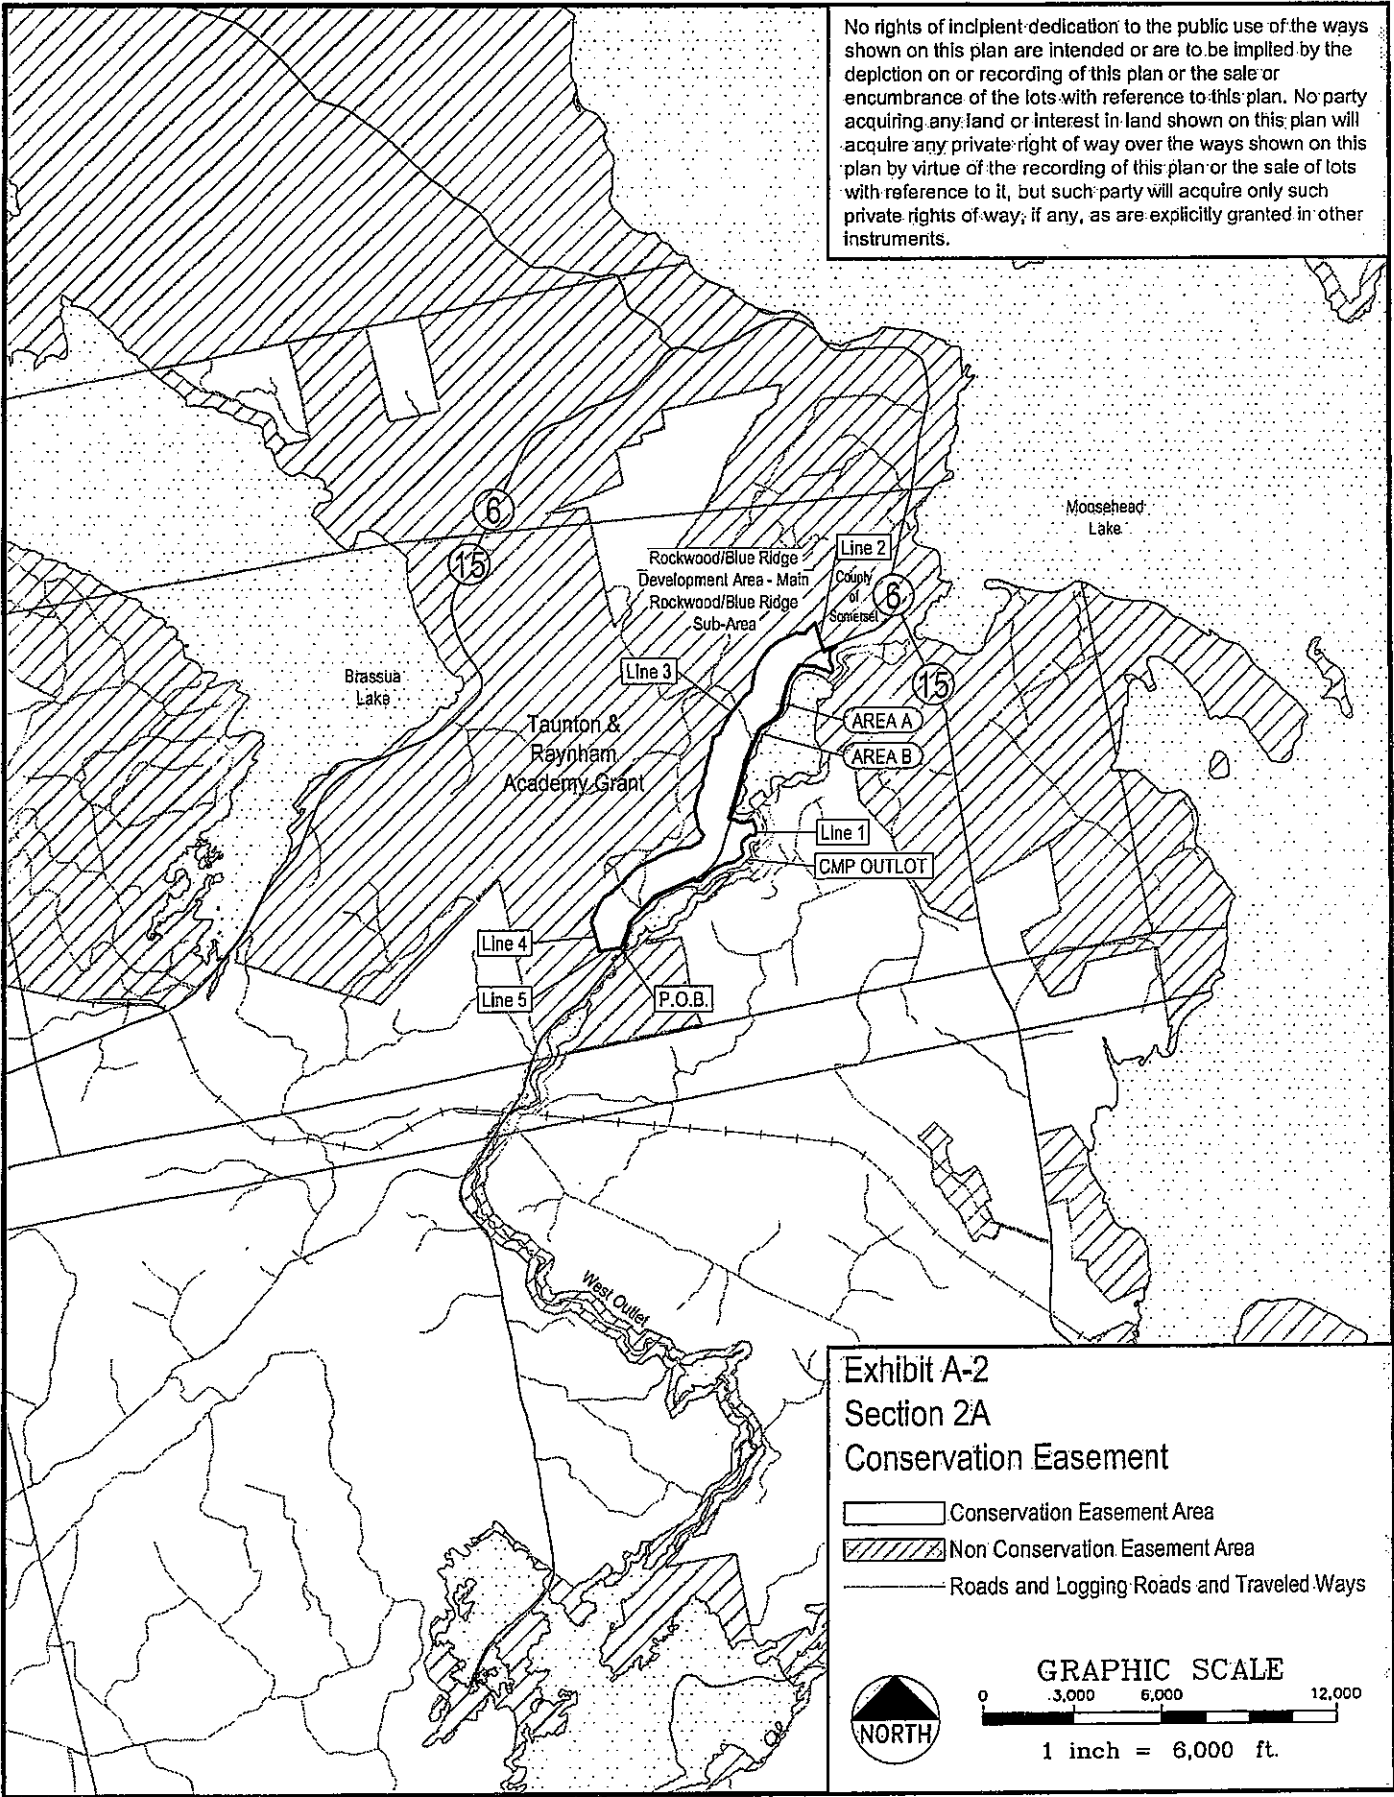 No rights of incipient dedication to the public use of the ways
shown on this plan are intended or are to be implied by the
depiction on or recording of this plan or the sale or
encumbrance of the lots with reference to this plan. No party
acquiring any land or interest in land shown on this plan will
acquire any private right of way over the ways shown on this
plan by virtue of the recording of this plan or the sale of lots
with reference to it, but such party will acquire only such
private rights of way, if any, as are explicitly granted in other
instruments.
6
15
Moosehead
Lake
Rockwood/Blue Ridge
Development Area - Main
Rockwood/Blue Ridge
Sub-Area
Line 2
County
of
Somerset
6
Line 3
15
Brassua
Lake
Taunton &
Raynham
Academy Grant
AREA A
AREA B
Line 1
CMP OUTLOT
Line 4
Line 5
P.O.B.
West Outlet
Exhibit A-2
Section 2A
Conservation Easement
Conservation Easement Area
Non Conservation Easement Area
Roads and Logging Roads and Traveled Ways
NORTH
GRAPHIC SCALE
0 3,000 6,000 12,000
1 inch = 6,000 ft.